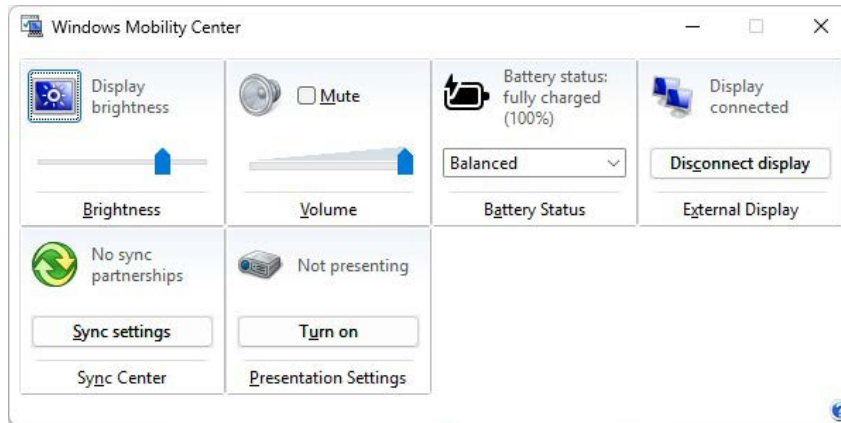 Windows Mobility Center
Display
brightness
Brightness
Mute
Volume
Battery status:
fully charged
(100%)
Balanced
Battery Status
Display
connected
Disconnect display
External Display
No sync
partnerships
Sync settings
Sync Center
Not presenting
Turn on
Presentation Settings